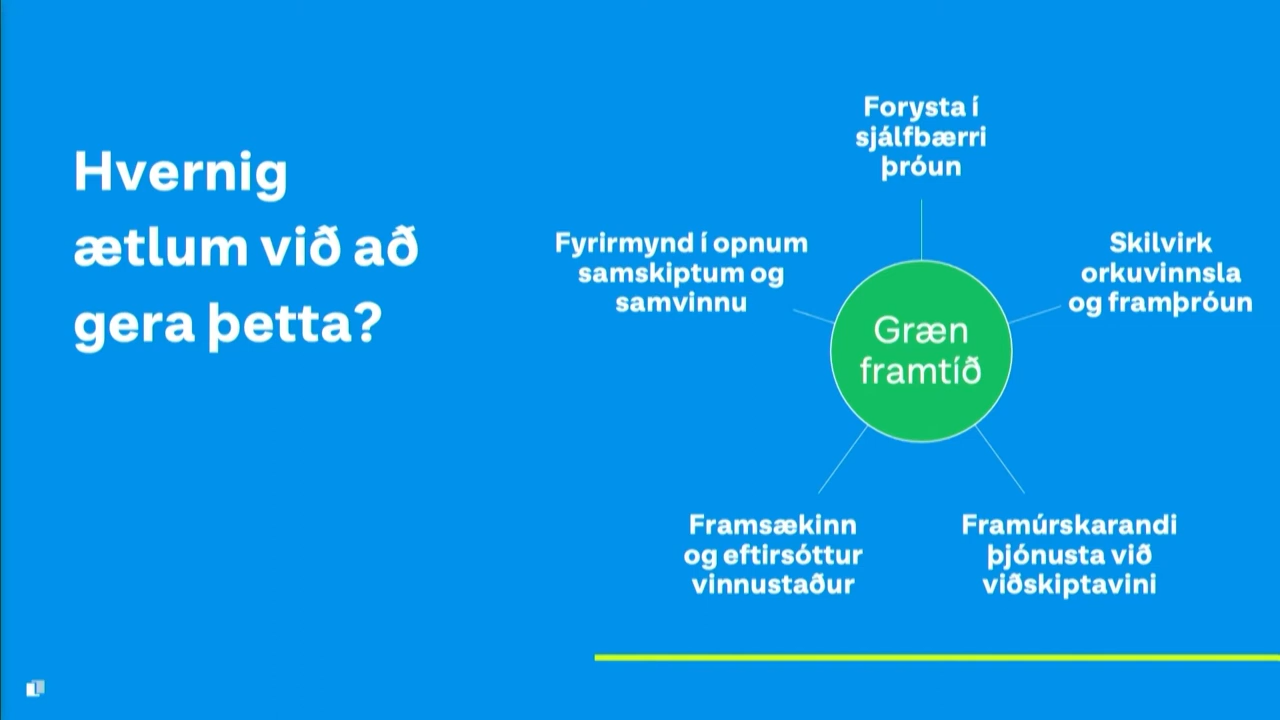 Hvernig
ætlum við að
gera þetta?
Forysta í
sjálfbærri
þróun
Fyrirmynd í opnum
samskiptum og
samvinnu
Skilvirk
orkuvinnsla
og framþróun
Græn
framtíð
Framsækinn
og eftirsóttur
vinnustaður
Framúrskarandi
þjónusta við
viðskiptavini